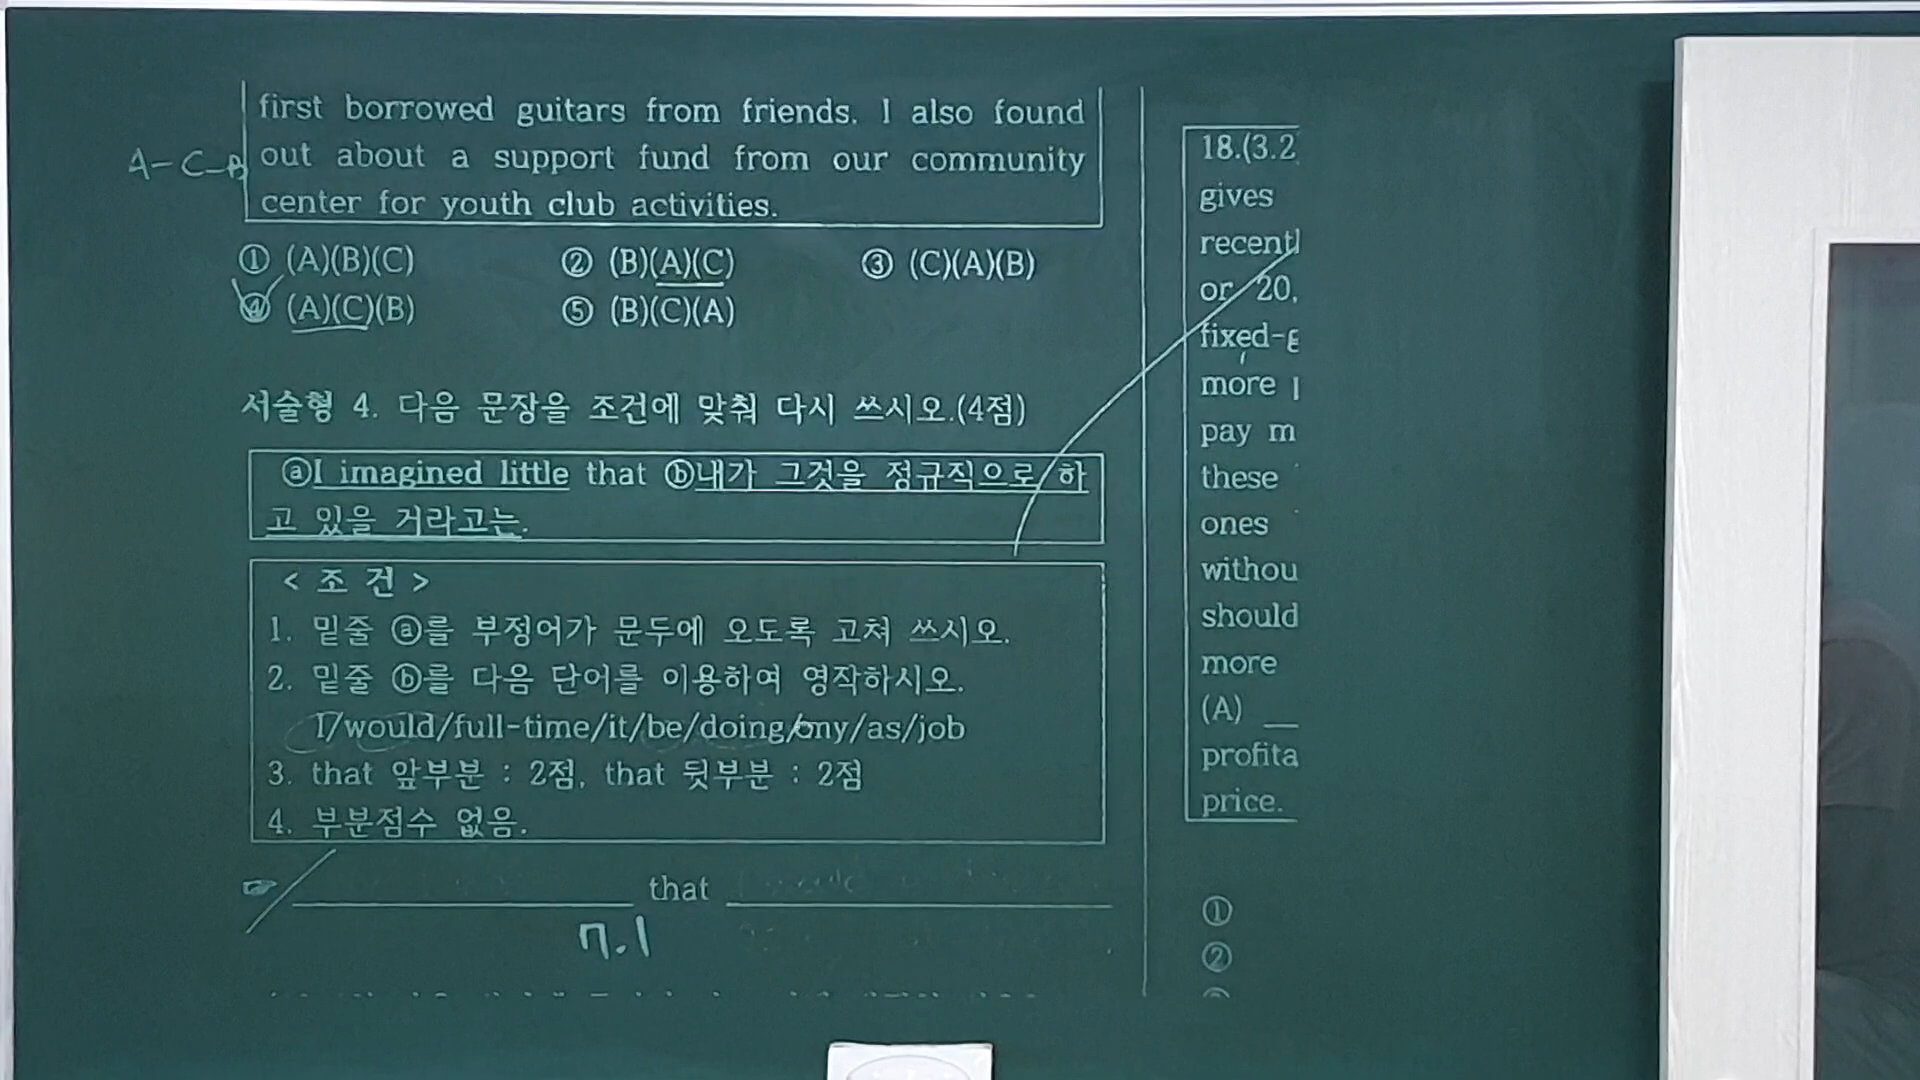 first borrowed guitars from friends. I also found
out about a support fund from our community
center for youth club activities.
A-C-B
① (A)(B)(C) ② (B)(A)(C) ③ (C)(A)(B)
④ (A)(C)(B) ⑤ (B)(C)(A)
서술형 4. 다음 문장을 조건에 맞춰 다시 쓰시오.(4점)
ⓐI imagined little that ⓑ내가 그것을 정규직으로 하
고 있을 거라고는.
< 조 건 >
1. 밑줄 ⓐ를 부정어가 문두에 오도록 고쳐 쓰시오.
2. 밑줄 ⓑ를 다음 단어를 이용하여 영작하시오.
I/would/full-time/it/be/doing/my/as/job
3. that 앞부분 : 2점, that 뒷부분 : 2점
4. 부분점수 없음.
☞ that
7.1
18.(3.2
gives
recentl
or 20,
fixed-g
more
pay m
these
ones
withou
should
more
(A)
profita
price.
①
②